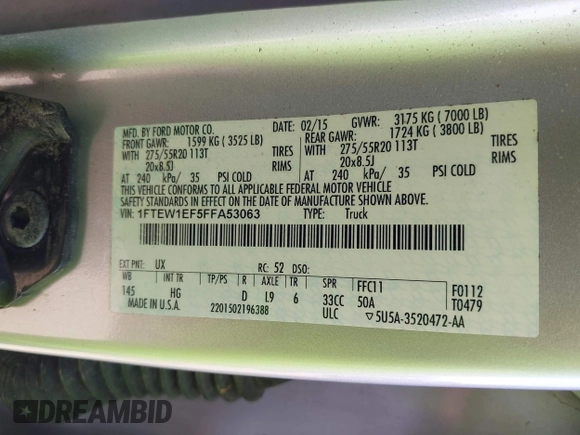 MFD. BY FORD MOTOR CO.
02/15
GVWR: 3175 KG ( 7000 LB)
FRONT GAWR: 1599 KG ( 3525 LB)
REAR GAWR: 1724 KG ( 3800 LB)
WITH 275/55R20 113T TIRES
WITH 275/55R20 113T TIRES
20x8.5J RIMS
20x8.5J RIMS
AT 240 kPa/ 35 PSI COLD
AT 240 kPa/ 35 PSI COLD
THIS VEHICLE CONFORMS TO ALL APPLICABLE FEDERAL MOTOR VEHICLE
SAFETY STANDARDS IN EFFECT ON THE DATE OF MANUFACTURE SHOWN ABOVE.
VIN: 1FTEW1EF5FFA53063
TYPE: Truck
EXT PNT: UX RC: 52 DSO:
WB INT TR TP/PS R AXLE TR SPR FFC11 F0112
145 HG D L9 6 33CC 50A T0479
MADE IN U.S.A. 2201502196388 ULC ▽5U5A-3520472-AA
DREAMBID